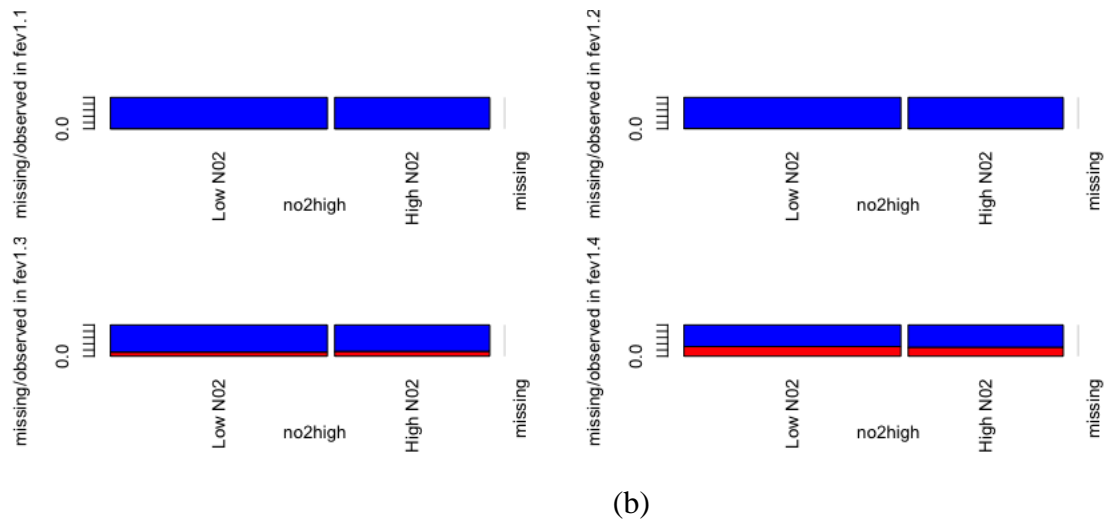 missing/observed in fev1.1
0.0
Low N02
no2high
High N02
missing
missing/observed in fev1.2
0.0
Low N02
no2high
High N02
missing
missing/observed in fev1.3
0.0
Low N02
no2high
High N02
missing
missing/observed in fev1.4
0.0
Low N02
no2high
High N02
missing
(b)